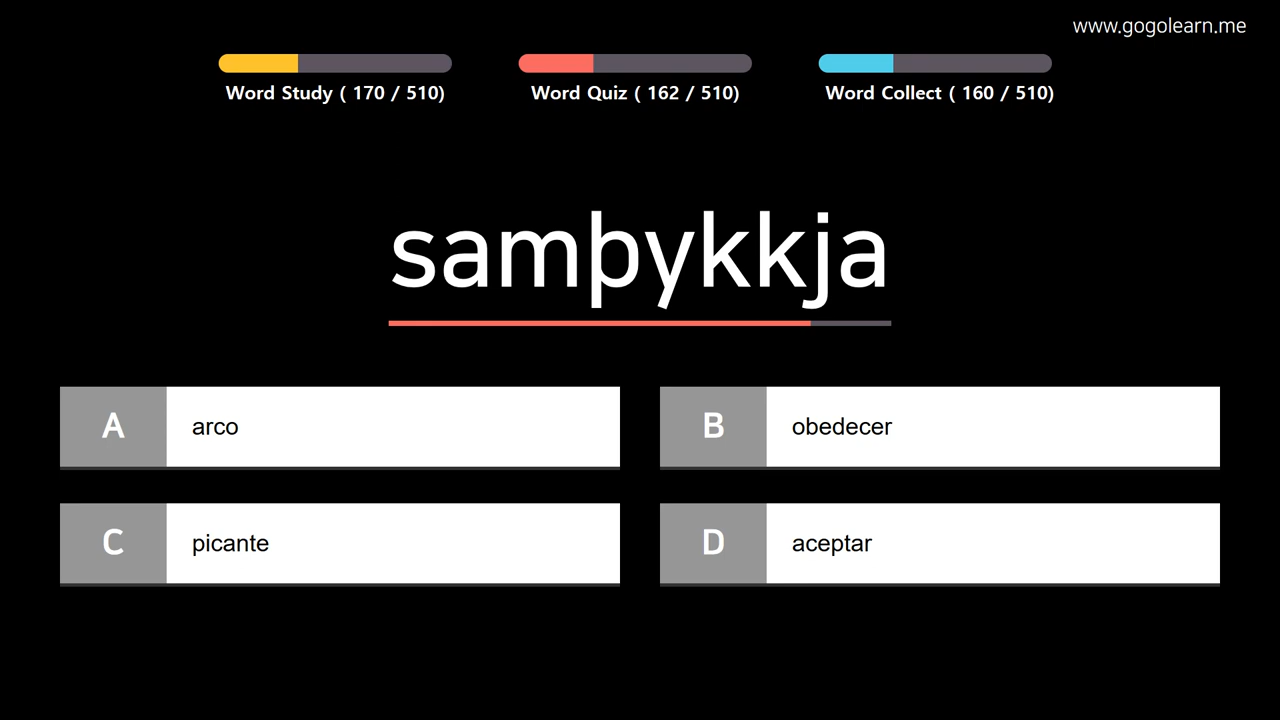 www.gogolearn.me
Word Study ( 170 / 510)
Word Quiz ( 162 / 510)
Word Collect ( 160 / 510)
samþykkja
A arco
B obedecer
C picante
D aceptar